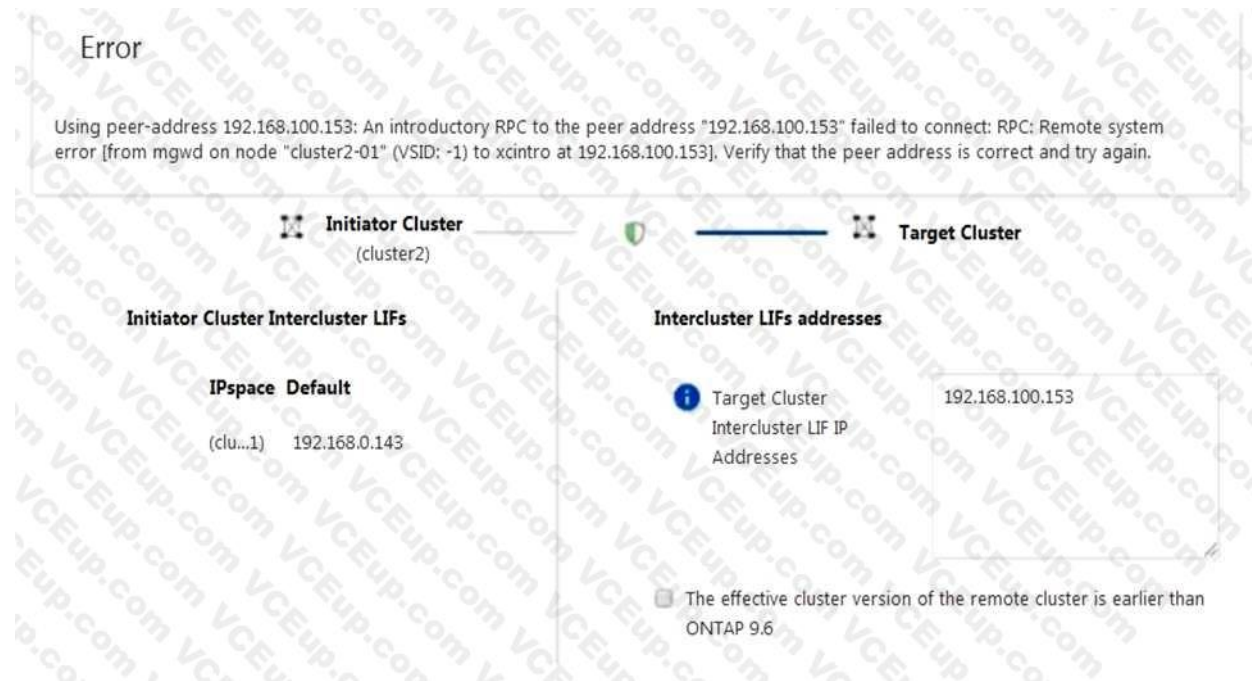 Error
Using peer-address 192.168.100.153: An introductory RPC to the peer address "192.168.100.153" failed to connect: RPC: Remote system
error [from mgwd on node "cluster2-01" (VSID: -1) to xcintro at 192.168.100.153]. Verify that the peer address is correct and try again.
Initiator Cluster
(cluster2)
Target Cluster
Initiator Cluster Intercluster LIFs
IPspace Default
(clu...1) 192.168.0.143
Intercluster LIFs addresses
Target Cluster
Intercluster LIF IP
Addresses
192.168.100.153
The effective cluster version of the remote cluster is earlier than
ONTAP 9.6
VCEup.com